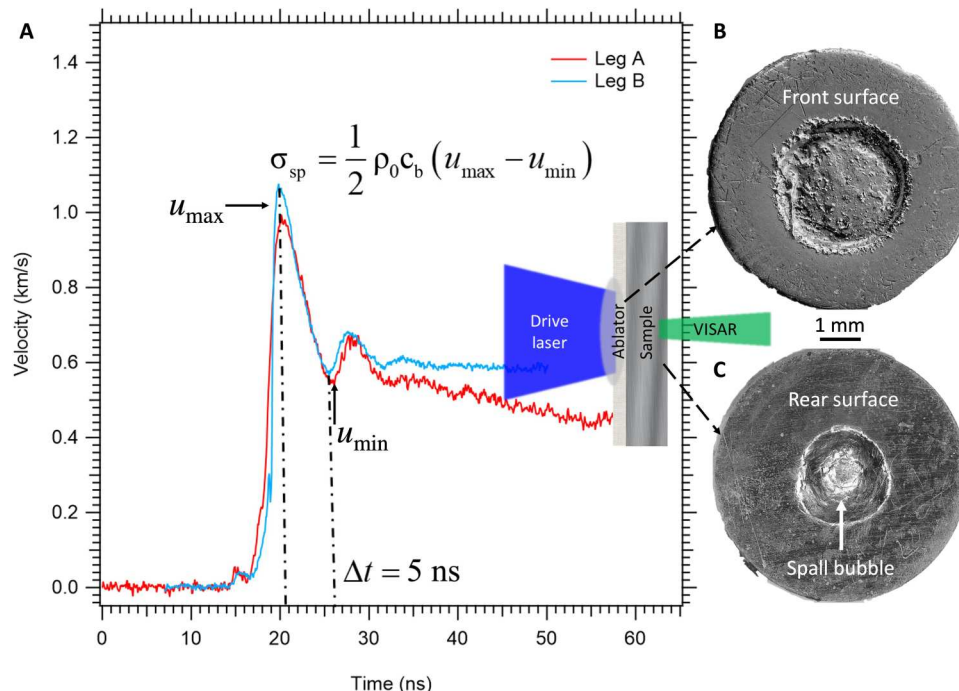 A
Leg A
Leg B
σsp = 1/2 ρ0cb (umax − umin)
umax
umin
Δt = 5 ns
Velocity (km/s)
1.4
1.2
1.0
0.8
0.6
0.4
0.2
0.0
0
10
20
30
40
50
60
Time (ns)
Drive
laser
Ablator
Sample
VISAR
B
Front surface
1 mm
C
Rear surface
Spall bubble